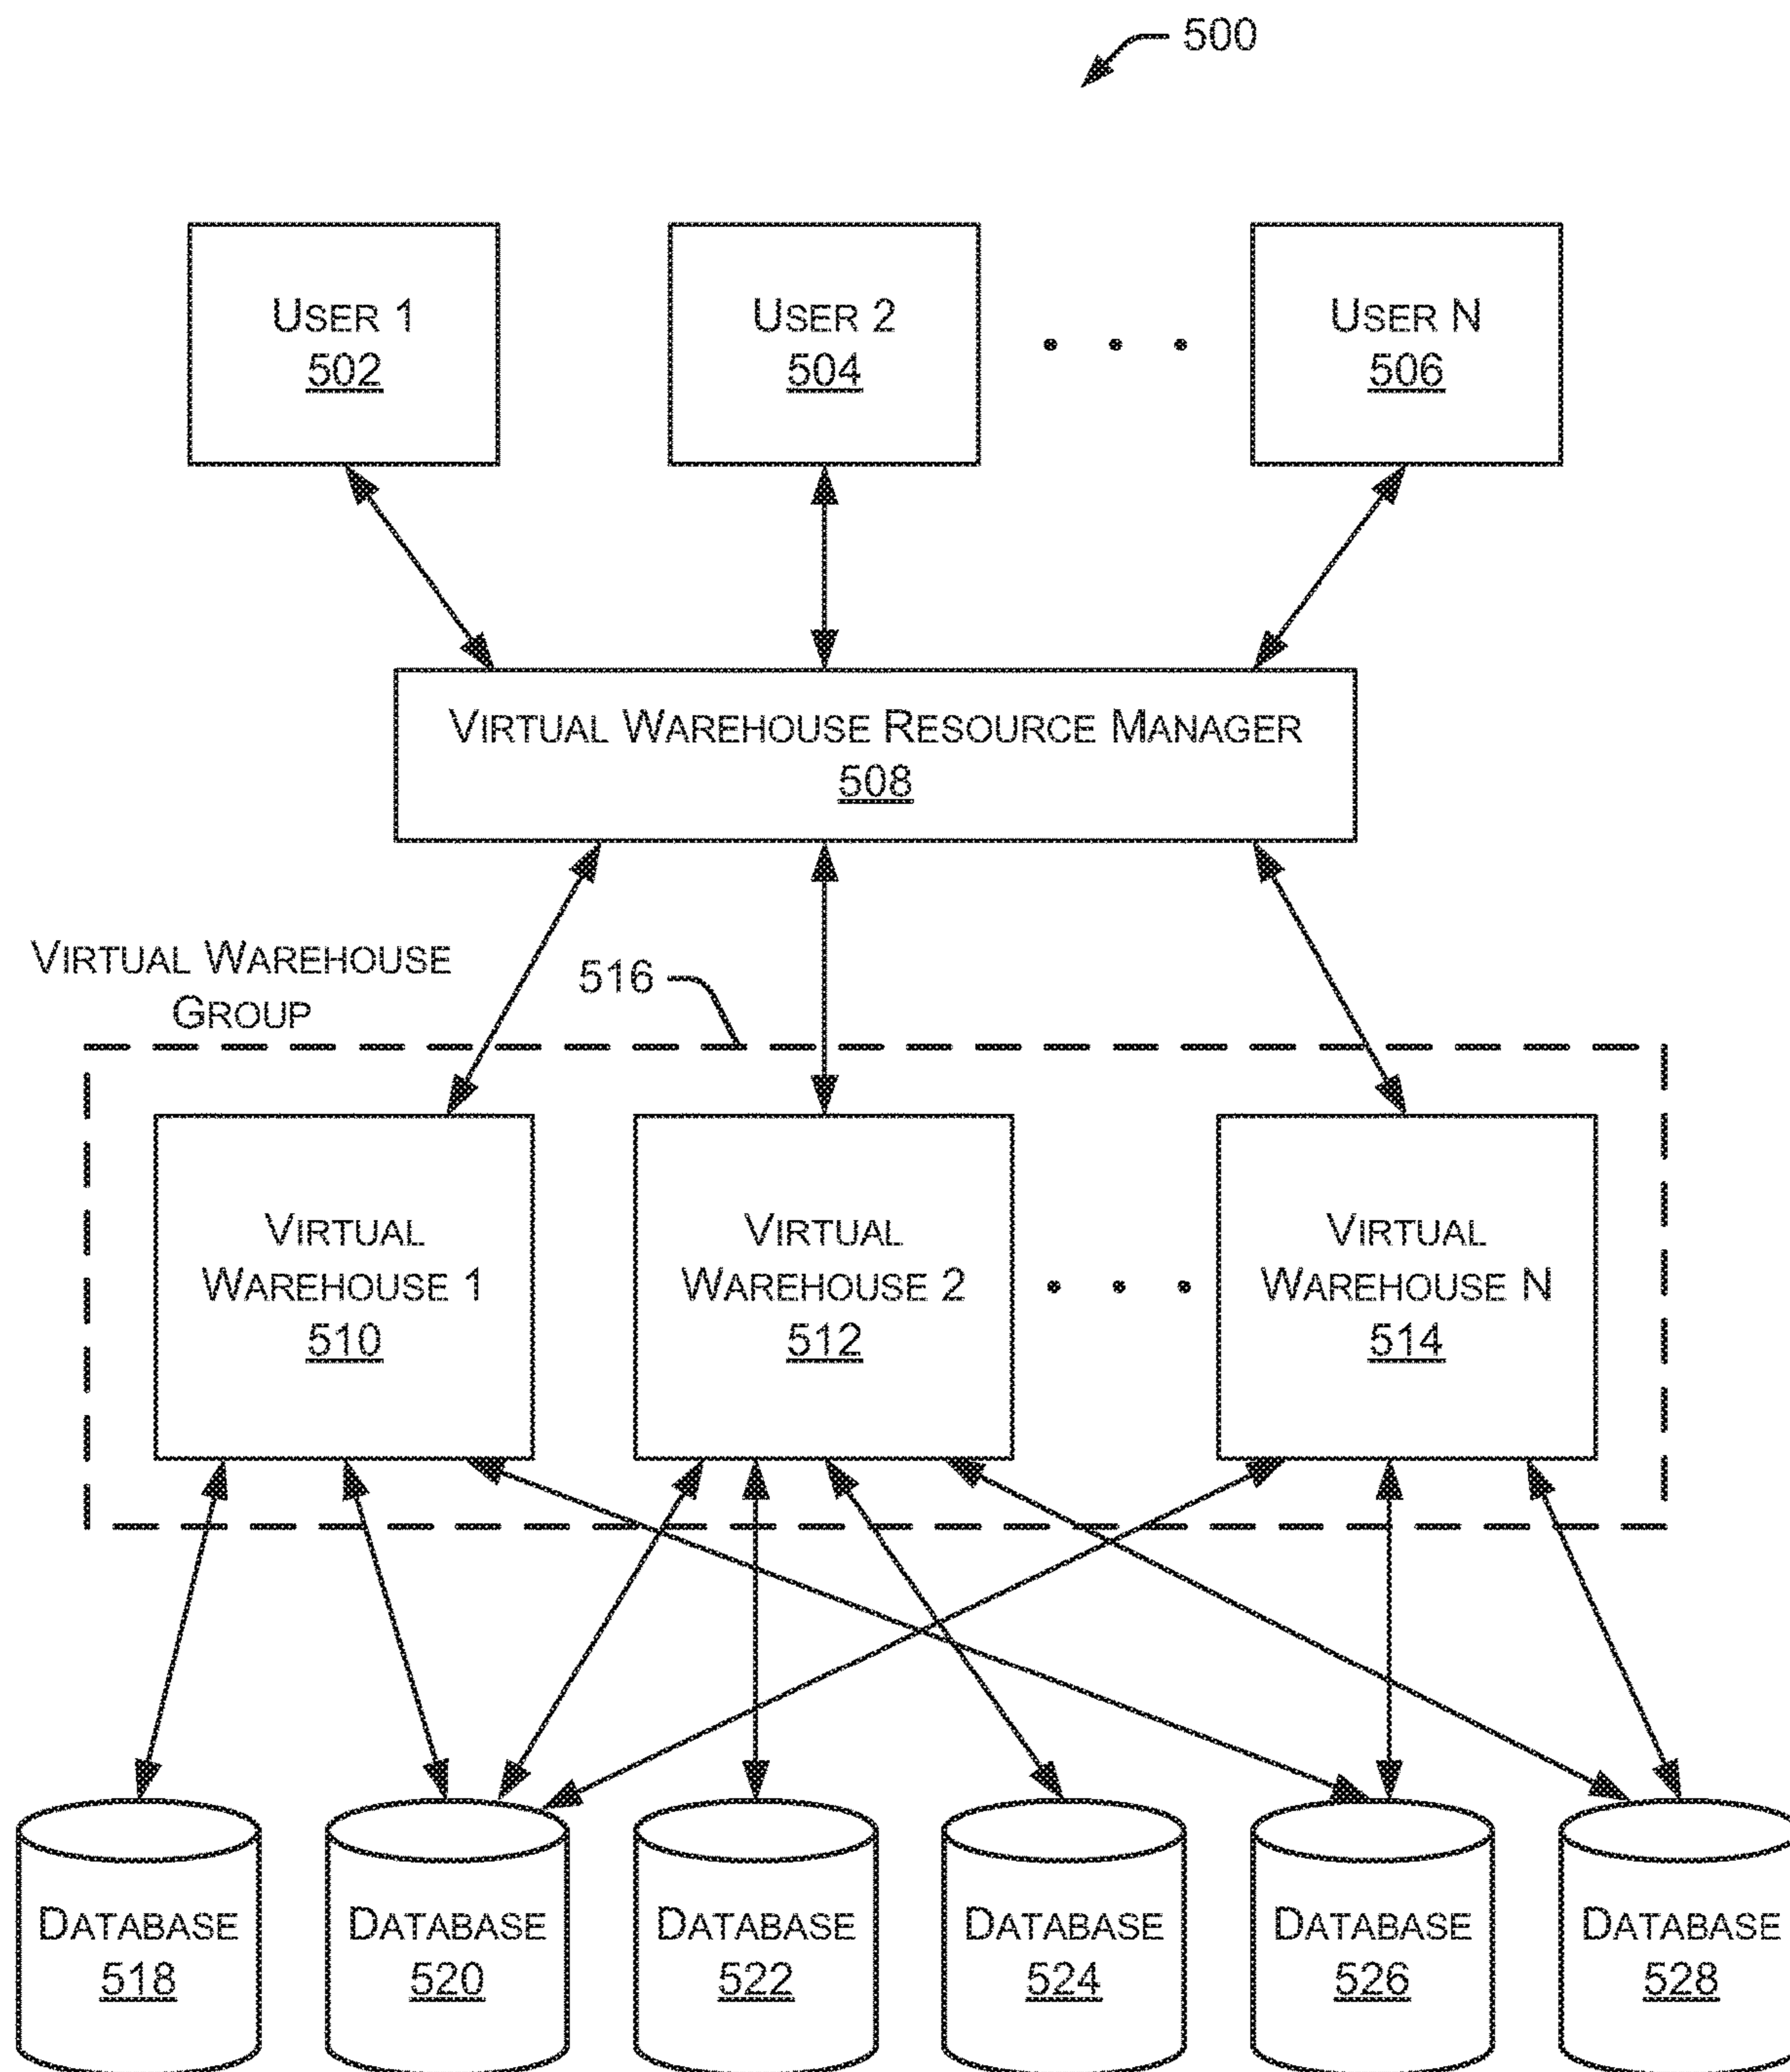 500
USER 1
502
USER 2
504
USER N
506
VIRTUAL WAREHOUSE RESOURCE MANAGER
508
VIRTUAL WAREHOUSE
GROUP
516
VIRTUAL
WAREHOUSE 1
510
VIRTUAL
WAREHOUSE 2
512
VIRTUAL
WAREHOUSE N
514
DATABASE
518
DATABASE
520
DATABASE
522
DATABASE
524
DATABASE
526
DATABASE
528